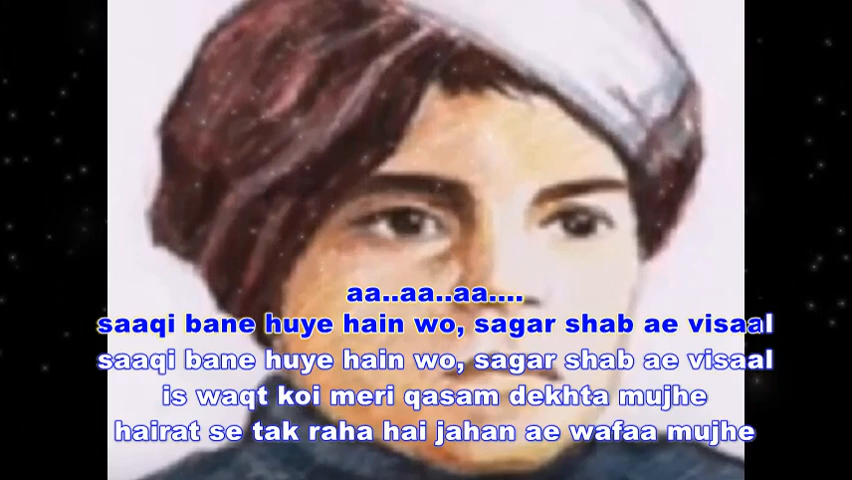 aa..aa..aa....
saaqi bane huye hain wo, sagar shab ae visaal
saaqi bane huye hain wo, sagar shab ae visaal
is waqt koi meri qasam dekhta mujhe
hairat se tak raha hai jahan ae wafaa mujhe